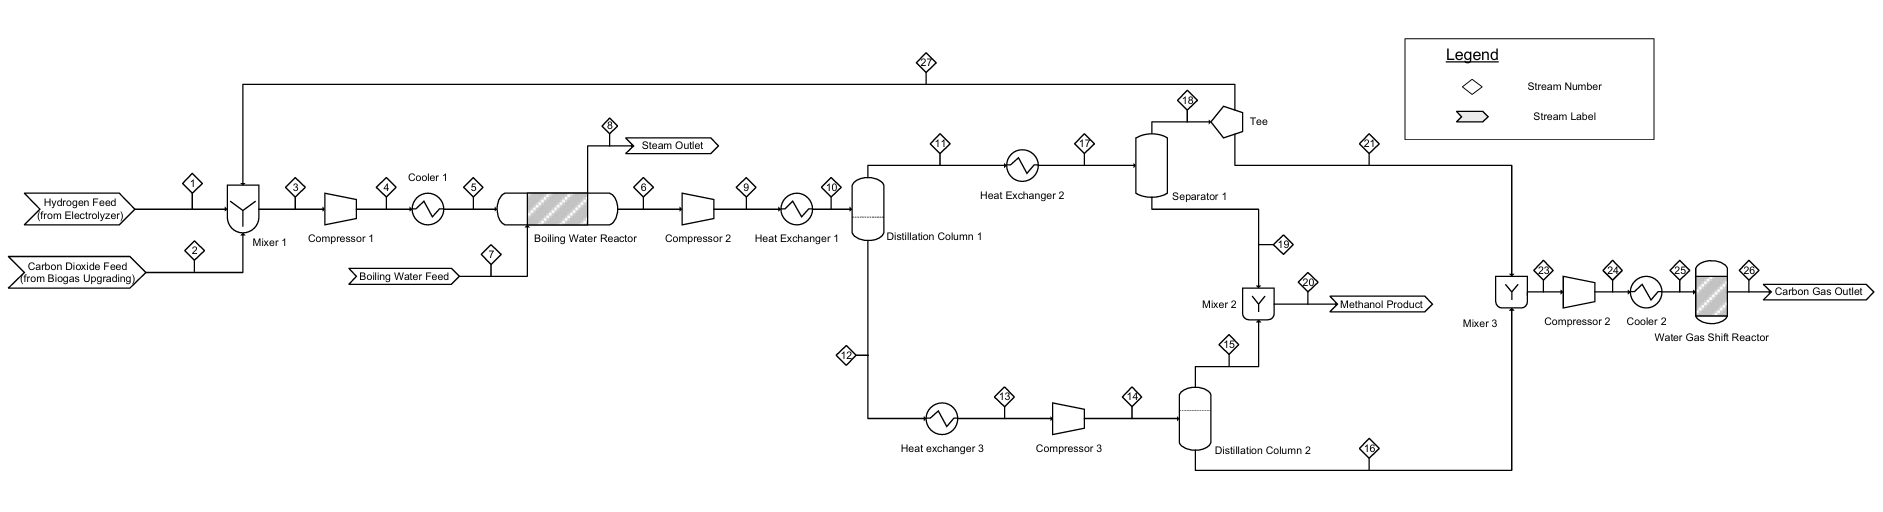 Legend
Stream Number
Stream Label
27
18
Tee
8
Steam Outlet
11
17
21
1
3
4
Cooler 1
5
6
9
10
Heat Exchanger 2
Separator 1
Hydrogen Feed
(from Electrolyzer)
Mixer 1
Compressor 1
Boiling Water Reactor
Compressor 2
Heat Exchanger 1
Distillation Column 1
2
Carbon Dioxide Feed
(from Biogas Upgrading)
7
Boiling Water Feed
19
20
Mixer 2
Methanol Product
23
24
25
26
Carbon Gas Outlet
Mixer 3
Compressor 2
Cooler 2
Water Gas Shift Reactor
12
15
13
14
Heat exchanger 3
Compressor 3
Distillation Column 2
16